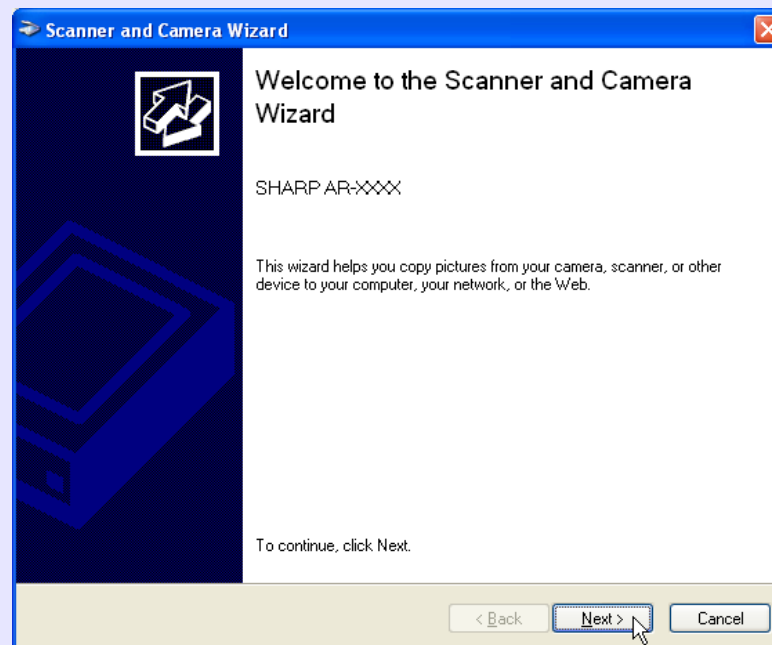 Scanner and Camera Wizard
Welcome to the Scanner and Camera
Wizard
SHARP AR-XXXX
This wizard helps you copy pictures from your camera, scanner, or other
device to your computer, your network, or the Web.
To continue, click Next.
< Back Next > Cancel